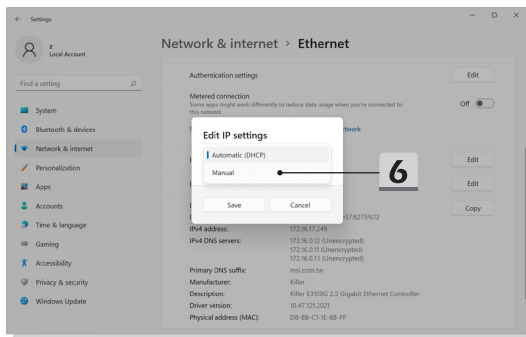 Settings
z
Local Account
Find a setting
System
Bluetooth & devices
Network & internet
Personalization
Apps
Accounts
Time & language
Gaming
Accessibility
Privacy & security
Windows Update
Network & internet > Ethernet
Authentication settings
Edit
Metered connection
Some apps might work differently to reduce data usage when you're connected to
this network
Off
Edit IP settings
Automatic (DHCP)
Manual
6
Save
Cancel
Edit
Edit
Copy
IPv4 address: 172.16.17.249
IPv4 DNS servers: 172.16.0.12 (Unencrypted)
172.16.0.11 (Unencrypted)
172.16.0.13 (Unencrypted)
Primary DNS suffix: msi.com.tw
Manufacturer: Killer
Description: Killer E3100G 2.5 Gigabit Ethernet Controller
Driver version: 10.47.121.2021
Physical address (MAC): D8-BB-C1-1E-8B-FF